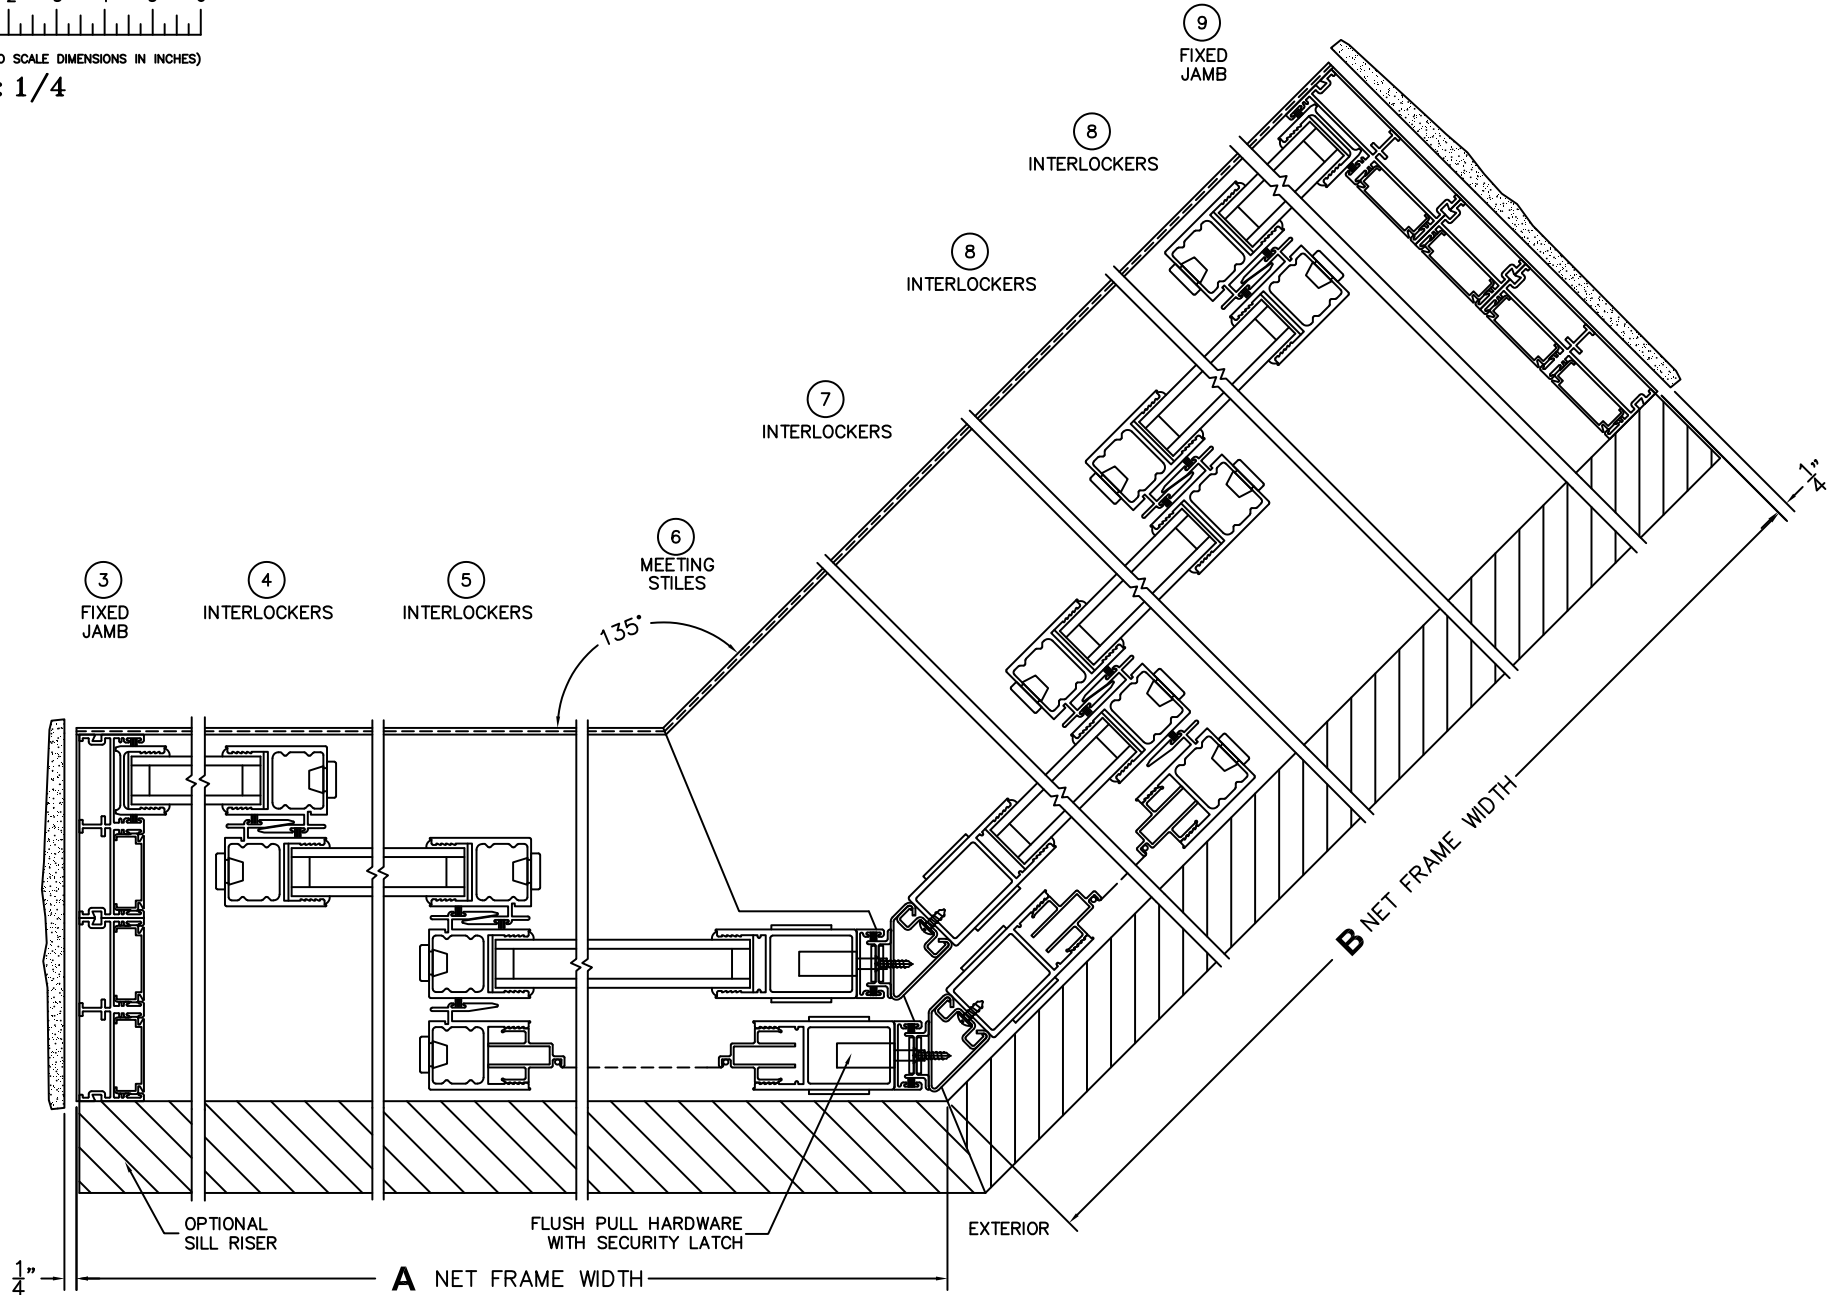 SCALE DIMENSIONS IN INCHES)
: 1/4
9
FIXED
JAMB
8
INTERLOCKERS
8
INTERLOCKERS
7
INTERLOCKERS
6
MEETING
STILES
3
FIXED
JAMB
4
INTERLOCKERS
5
INTERLOCKERS
135°
1/4"
B NET FRAME WIDTH
OPTIONAL
SILL RISER
FLUSH PULL HARDWARE
WITH SECURITY LATCH
EXTERIOR
1/4"
A NET FRAME WIDTH